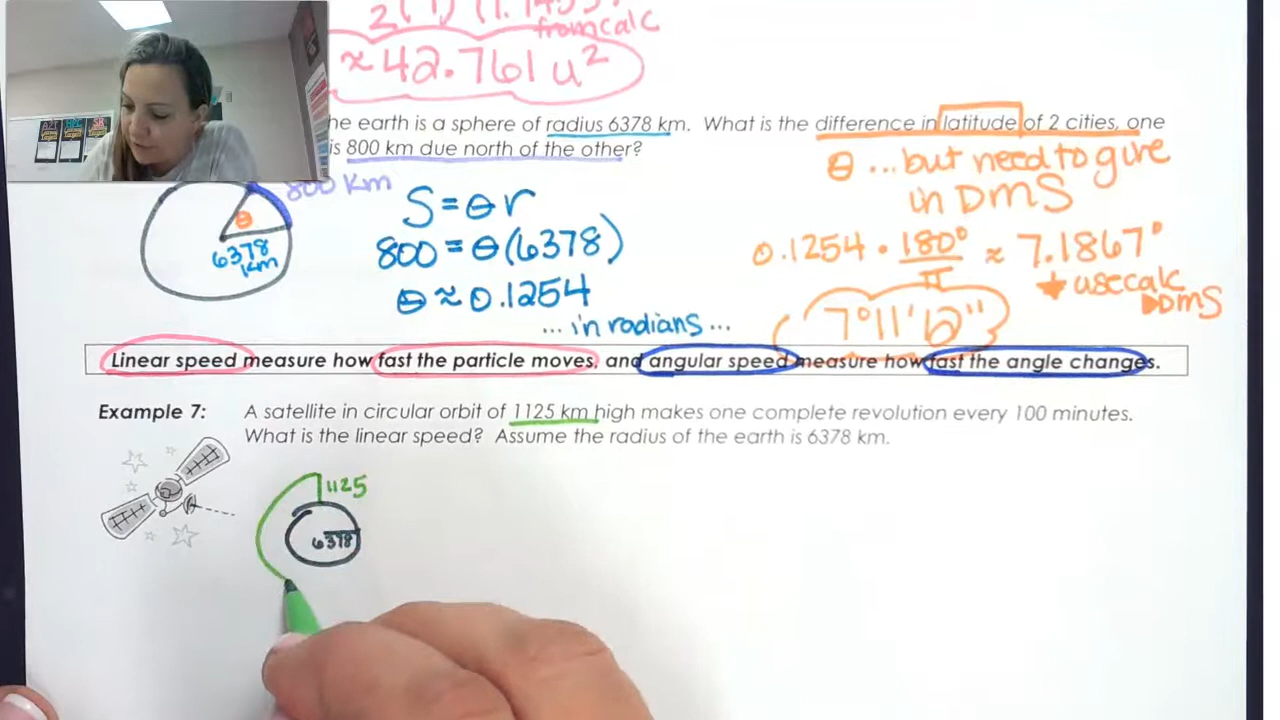 from calc
≈ 42.761 u²
he earth is a sphere of radius 6378 km. What is the difference in latitude of 2 cities, one
is 800 km due north of the other?
800 km
θ
6378
km
S = θ r
800 = θ(6378)
θ ≈ 0.1254
...in radians...
θ ...but need to give
in DMS
0.1254 · 180°/π ≈ 7.1867°
use calc
▶DMS
7°11'12"
Linear speed measure how fast the particle moves, and angular speed measure how fast the angle changes.
Example 7: A satellite in circular orbit of 1125 km high makes one complete revolution every 100 minutes.
What is the linear speed? Assume the radius of the earth is 6378 km.
1125
6378